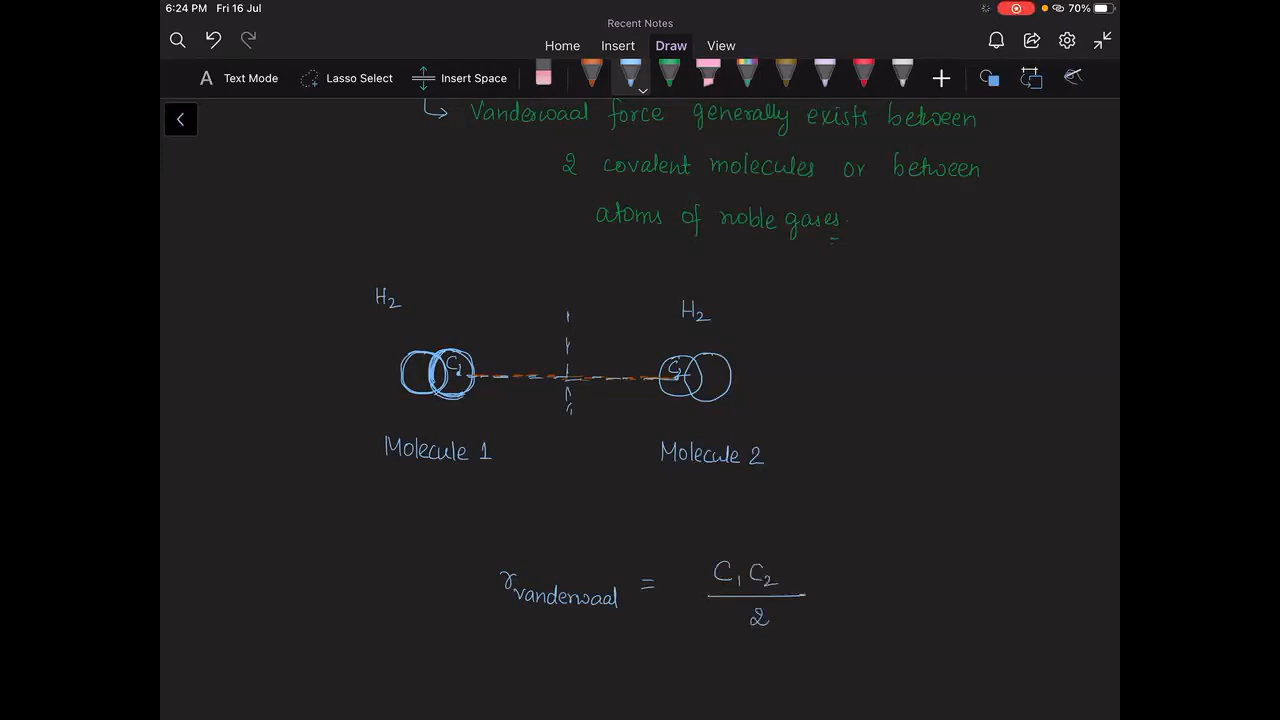 6:24 PM Fri 16 Jul
70%
Recent Notes
Home Insert Draw View
Text Mode Lasso Select Insert Space
Vanderwaal force generally exists between
2 covalent molecules or between
atoms of noble gases.
H₂ H₂
C₁
Molecule 1 Molecule 2
r vanderwaal = C₁C₂
2